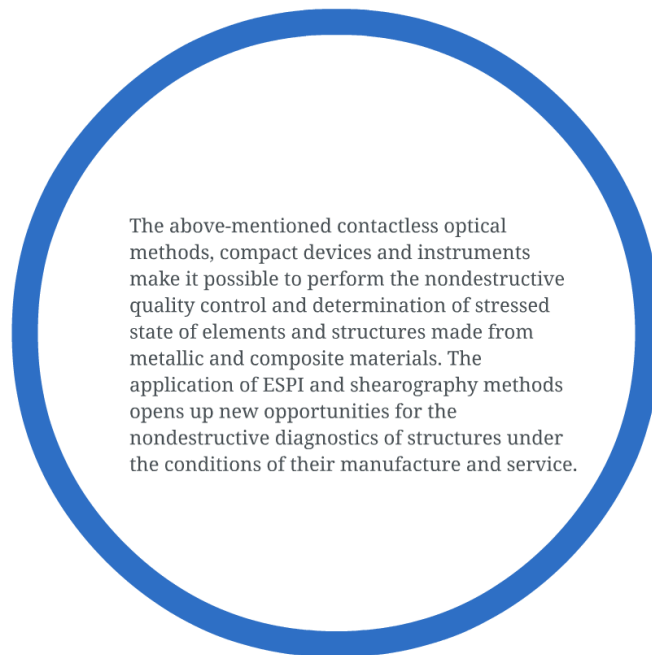 The above-mentioned contactless optical
methods, compact devices and instruments
make it possible to perform the nondestructive
quality control and determination of stressed
state of elements and structures made from
metallic and composite materials. The
application of ESPI and shearography methods
opens up new opportunities for the
nondestructive diagnostics of structures under
the conditions of their manufacture and service.